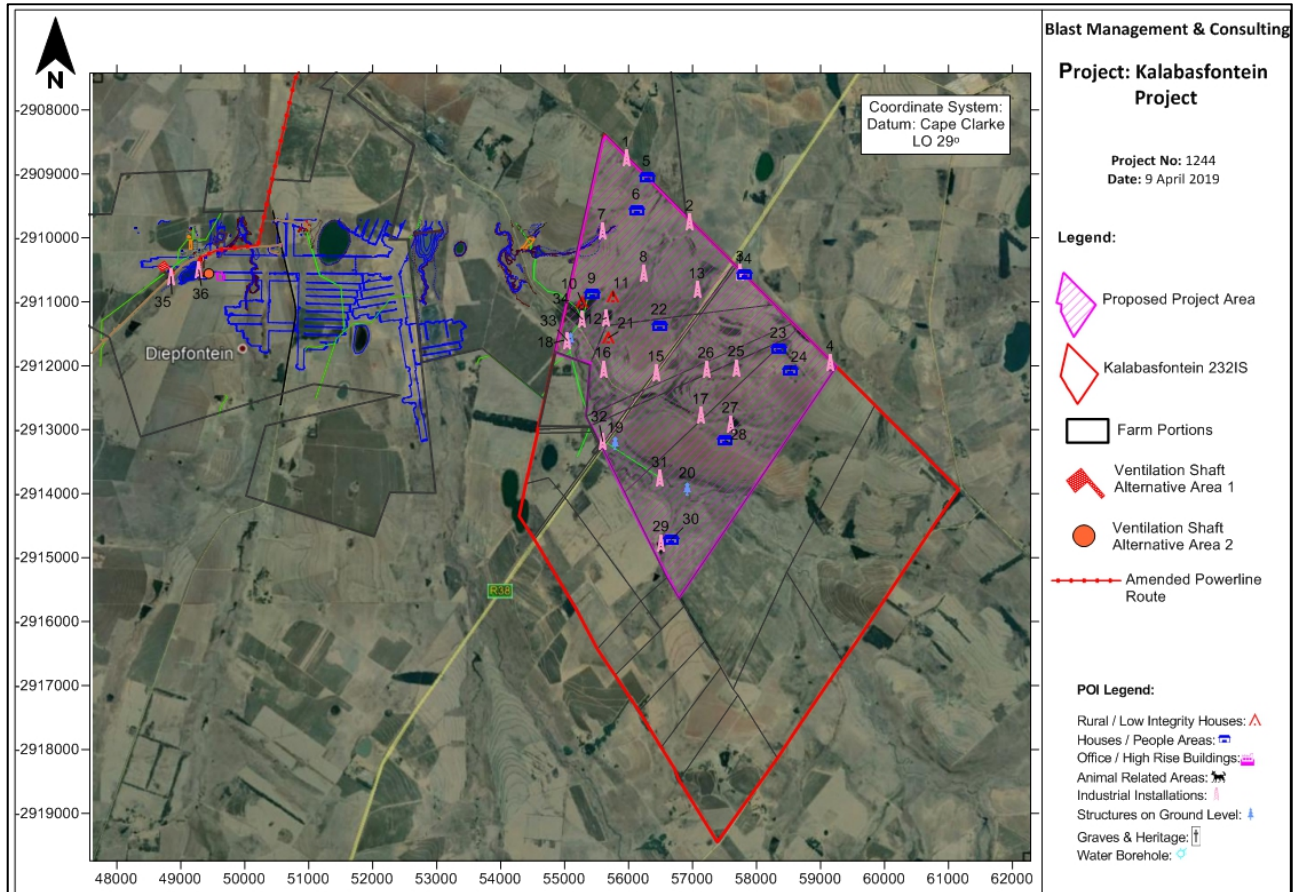 N
Coordinate System:
Datum: Cape Clarke
LO 29º
-2908000
-2909000
-2910000
-2911000
-2912000
-2913000
-2914000
-2915000
-2916000
-2917000
-2918000
-2919000
1
5
6
7
2
8
3
34
13
9
10
11
34
33
12
21
22
18
16
15
26
25
23
24
4
17
27
28
32
19
31
20
29
30
35
36
Diepfontein
R38
48000 49000 50000 51000 52000 53000 54000 55000 56000 57000 58000 59000 60000 61000 62000
Blast Management & Consulting
Project: Kalabasfontein
Project
Project No: 1244
Date: 9 April 2019
Legend:
Proposed Project Area
Kalabasfontein 232IS
Farm Portions
Ventilation Shaft
Alternative Area 1
Ventilation Shaft
Alternative Area 2
Amended Powerline
Route
POI Legend:
Rural / Low Integrity Houses:
Houses / People Areas:
Office / High Rise Buildings:
Animal Related Areas:
Industrial Installations:
Structures on Ground Level:
Graves & Heritage:
Water Borehole: